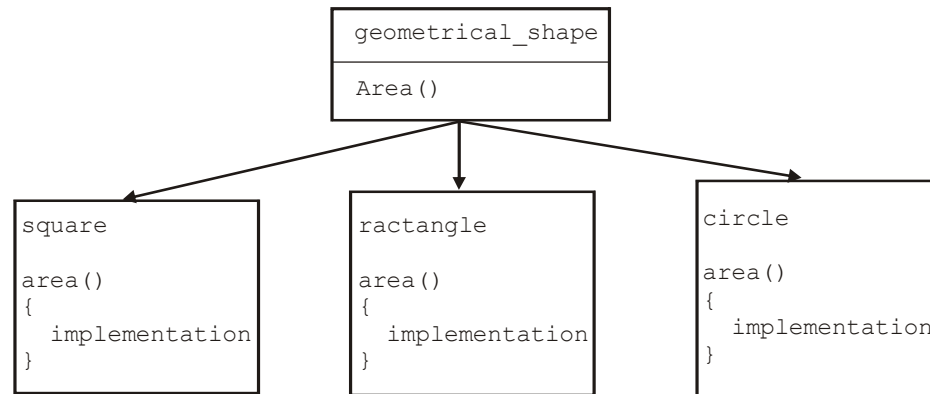 geometrical_shape
Area()
square
area()
{
implementation
}
ractangle
area()
{
implementation
}
circle
area()
{
implementation
}